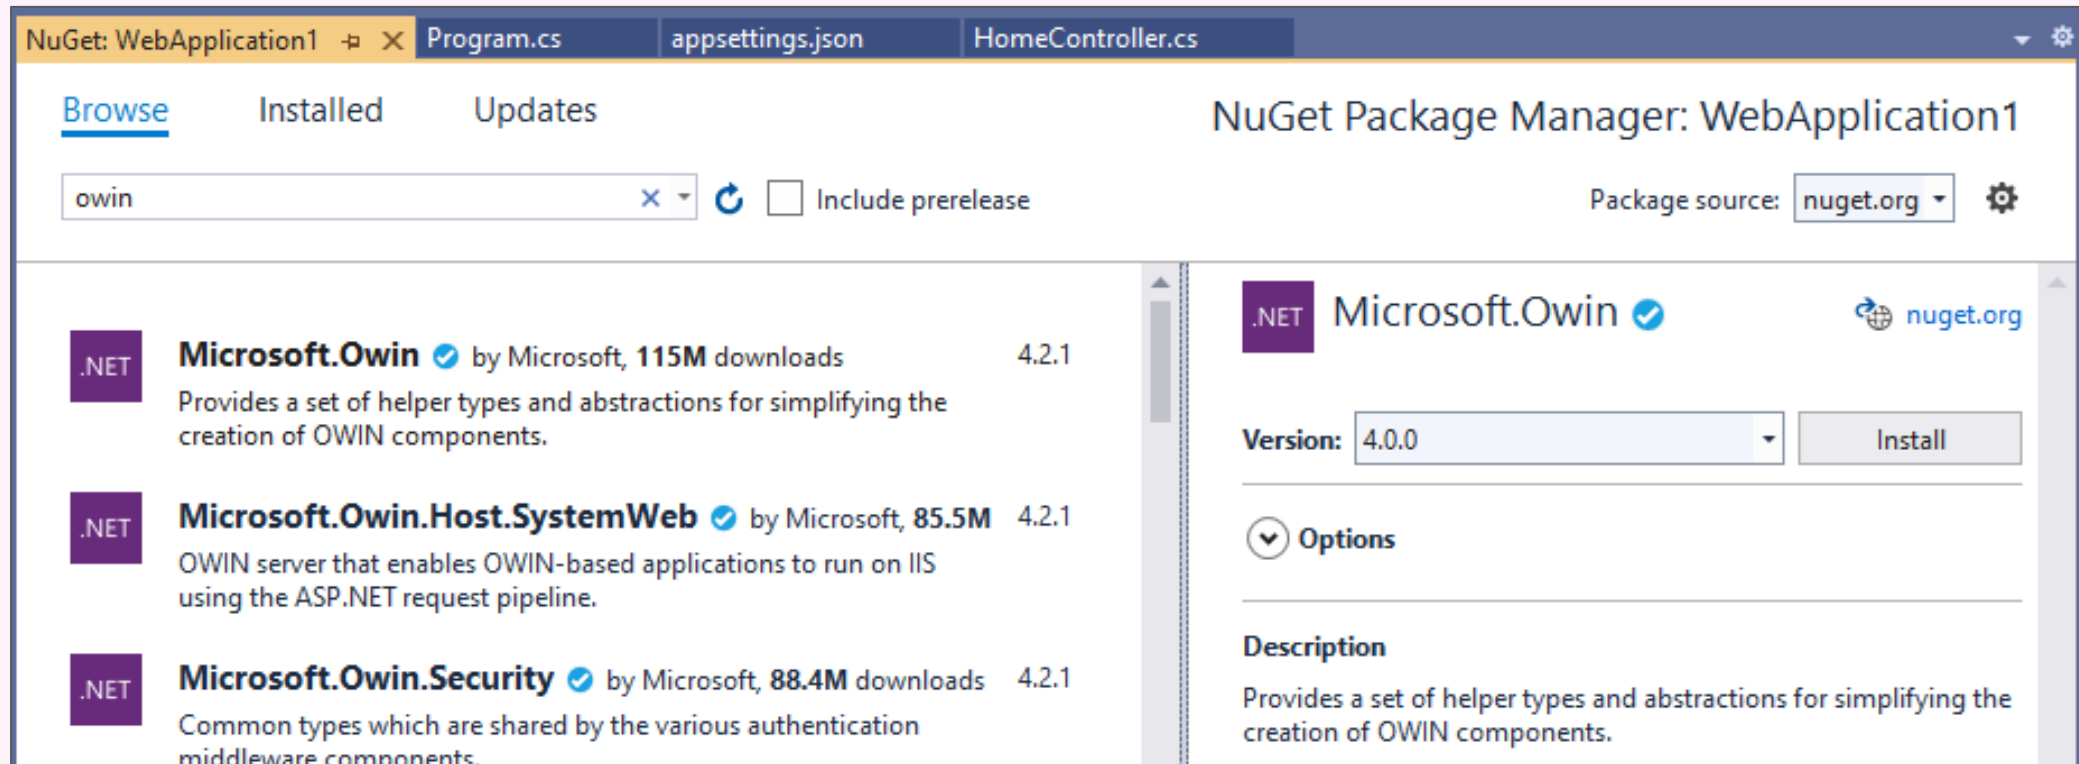 NuGet: WebApplication1
Program.cs
appsettings.json
HomeController.cs
Browse
Installed
Updates
NuGet Package Manager: WebApplication1
owin
Include prerelease
Package source: nuget.org
.NET
Microsoft.Owin by Microsoft, 115M downloads 4.2.1
Provides a set of helper types and abstractions for simplifying the
creation of OWIN components.
.NET
Microsoft.Owin.Host.SystemWeb by Microsoft, 85.5M 4.2.1
OWIN server that enables OWIN-based applications to run on IIS
using the ASP.NET request pipeline.
.NET
Microsoft.Owin.Security by Microsoft, 88.4M downloads 4.2.1
Common types which are shared by the various authentication
middleware components.
.NET
Microsoft.Owin
nuget.org
Version: 4.0.0
Install
Options
Description
Provides a set of helper types and abstractions for simplifying the
creation of OWIN components.